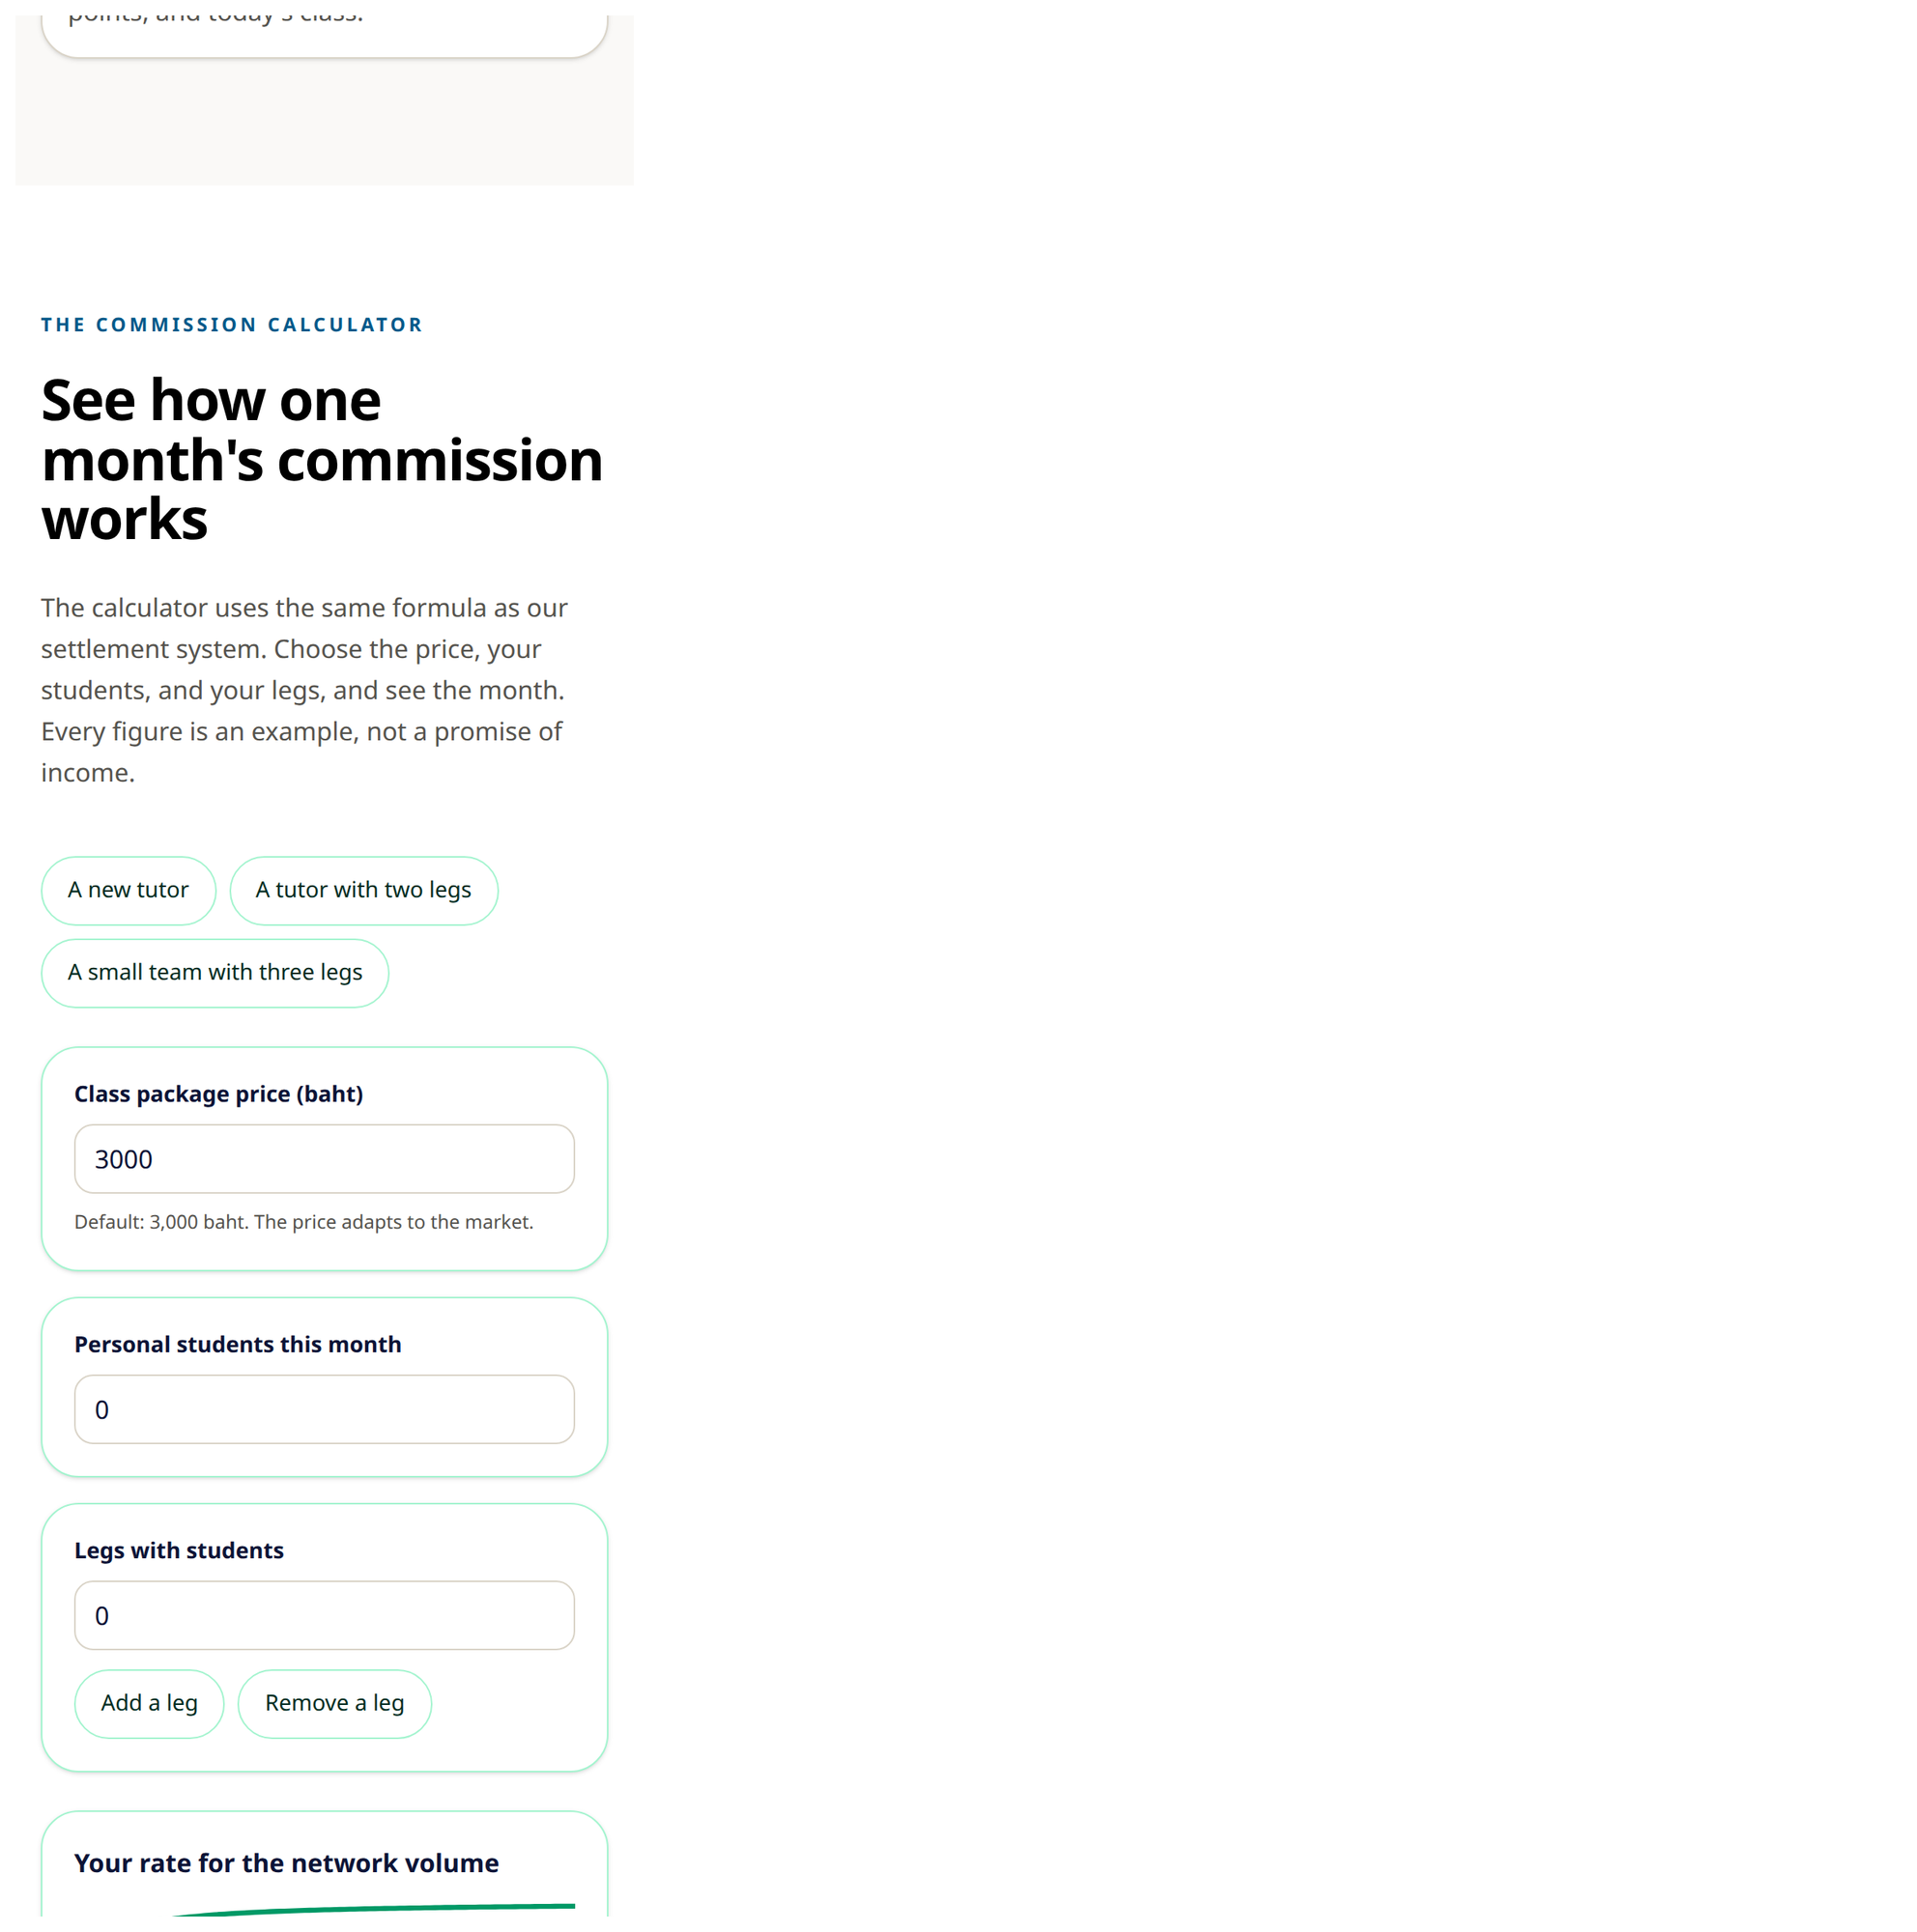 points, and today's class.
THE COMMISSION CALCULATOR
See how one
month's commission
works
The calculator uses the same formula as our
settlement system. Choose the price, your
students, and your legs, and see the month.
Every figure is an example, not a promise of
income.
A new tutor
A tutor with two legs
A small team with three legs
Class package price (baht)
3000
Default: 3,000 baht. The price adapts to the market.
Personal students this month
0
Legs with students
0
Add a leg
Remove a leg
Your rate for the network volume